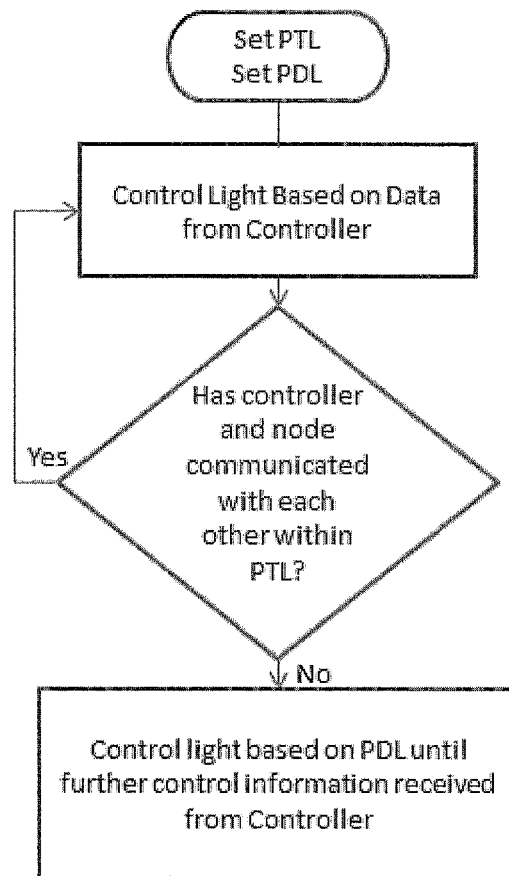 Set PTL
Set PDL
Control Light Based on Data
from Controller
Has controller
and node
communicated
with each
other within
PTL?
Yes
No
Control light based on PDL until
further control information received
from Controller